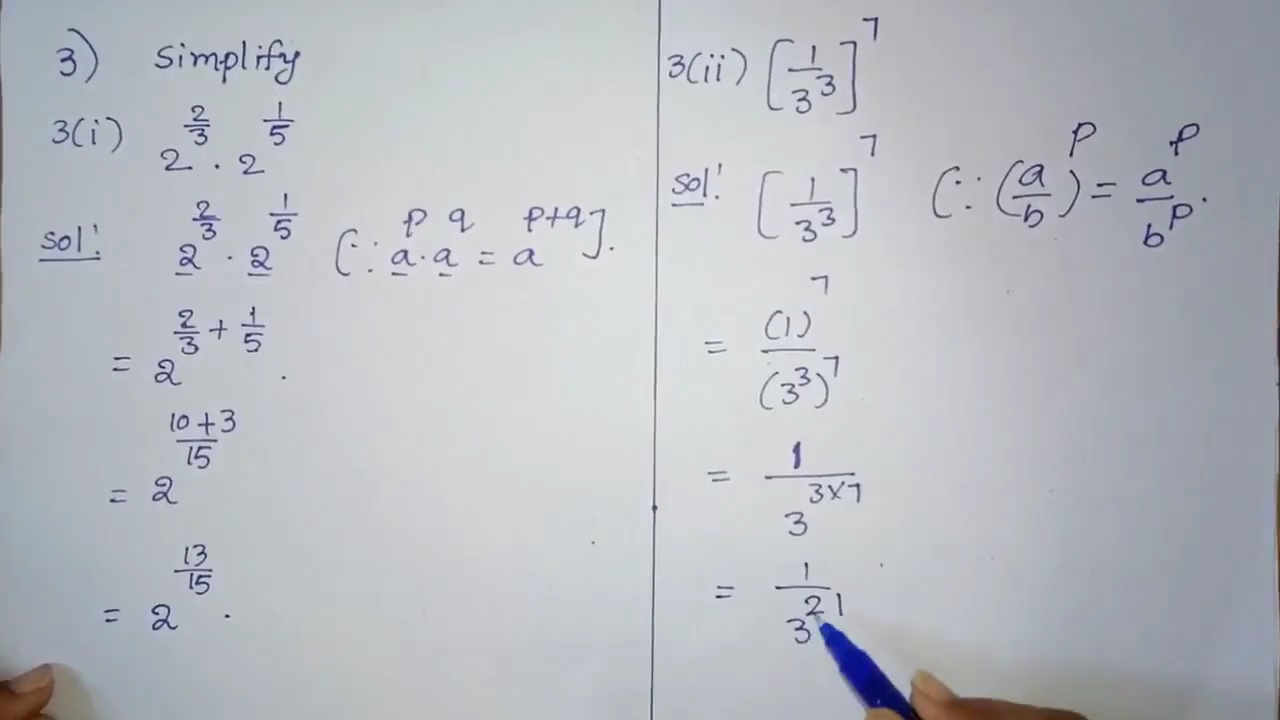 3) Simplify
3(i) 2^{2/3} . 2^{1/5}
Sol! 2^{2/3} . 2^{1/5} (∵ a^p . a^q = a^{p+q}].
= 2^{2/3 + 1/5} .
= 2^{(10+3)/15}
= 2^{13/15} .
3(ii) [1/3^3]^7
Sol! [1/3^3]^7 (∵ (a/b)^p = a^p/b^p .
= (1)^7/(3^3)^7
= 1/3^{3×7}
= 1/3^{21}